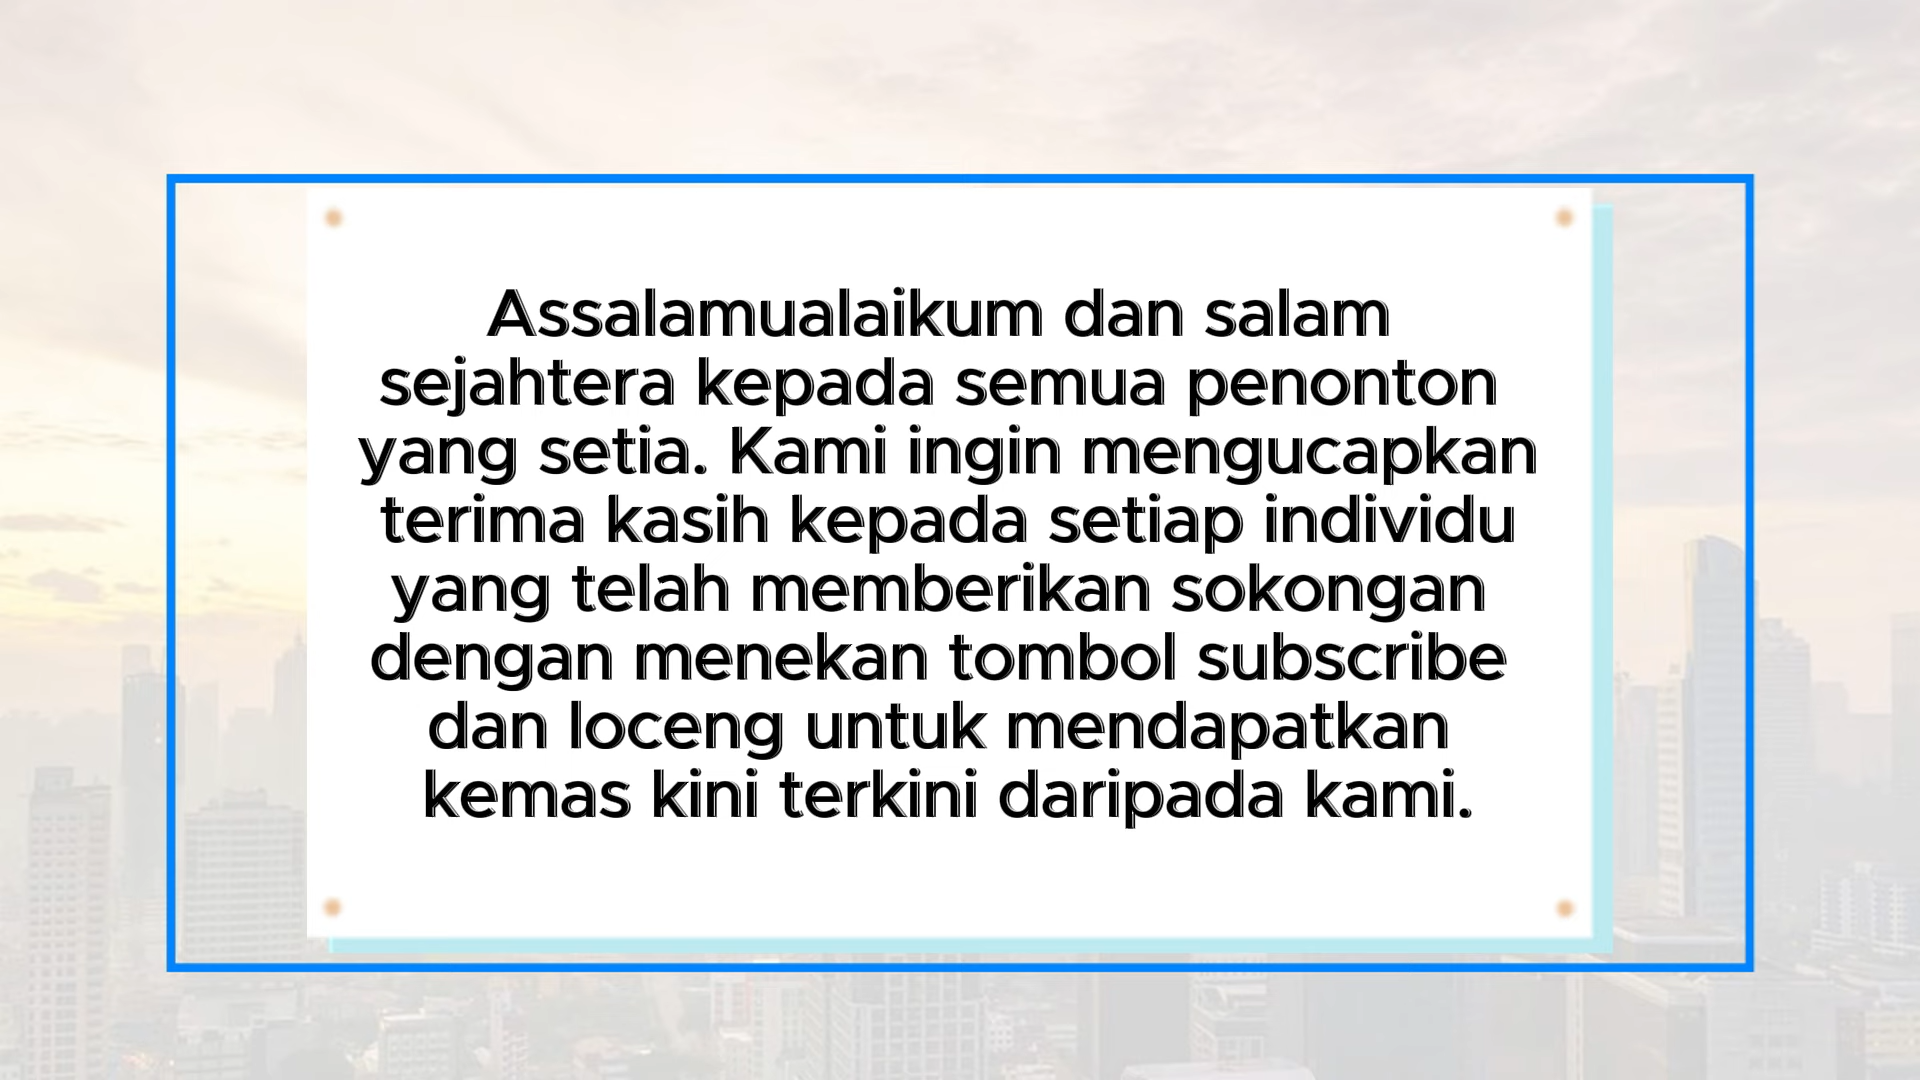 Assalamualaikum dan salam
sejahtera kepada semua penonton
yang setia. Kami ingin mengucapkan
terima kasih kepada setiap individu
yang telah memberikan sokongan
dengan menekan tombol subscribe
dan loceng untuk mendapatkan
kemas kini terkini daripada kami.